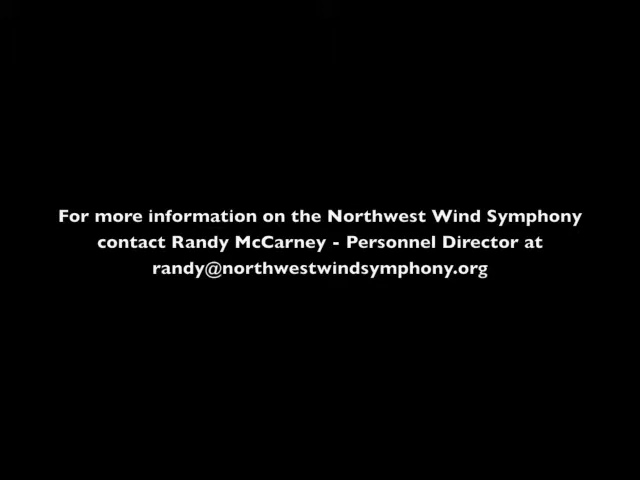 For more information on the Northwest Wind Symphony
contact Randy McCarney - Personnel Director at
randy@northwestwindsymphony.org